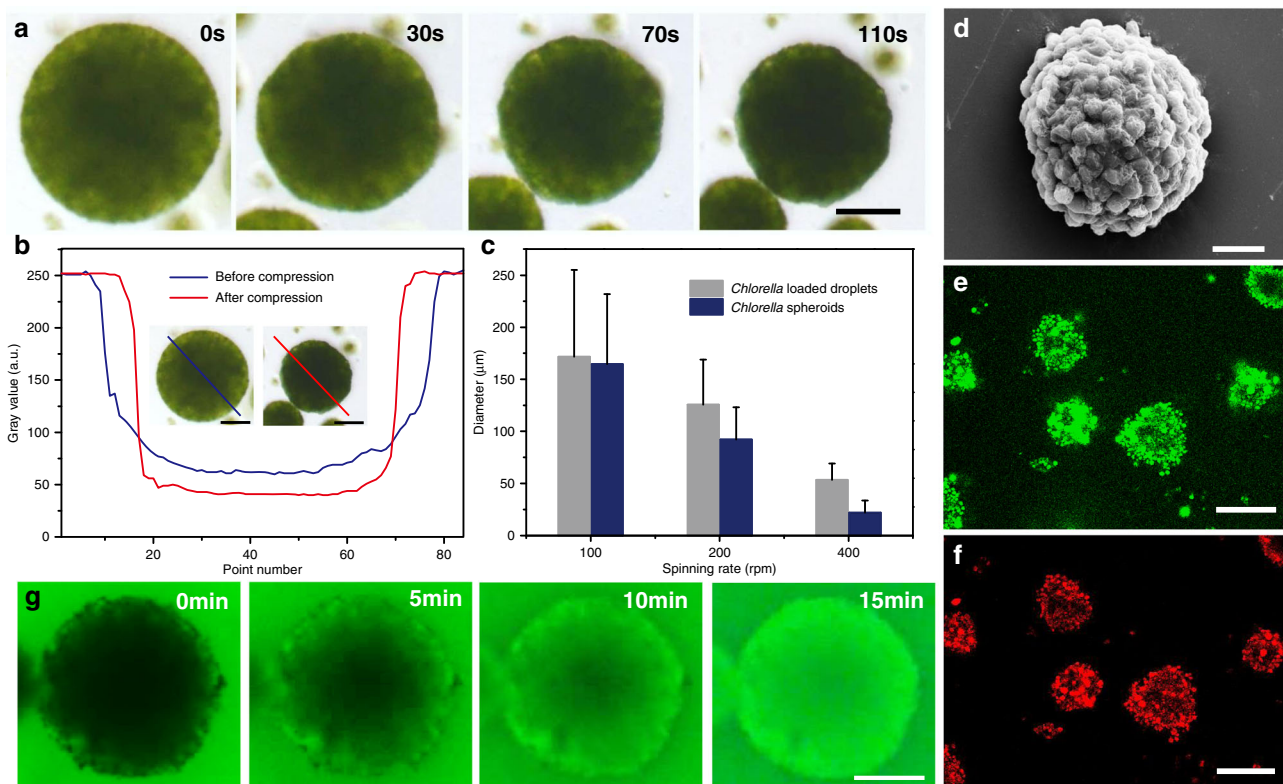 a
0s
30s
70s
110s
b
250
200
150
100
50
0
Gray value (a.u.)
20
40
60
80
Point number
Before compression
After compression
c
300
250
200
150
100
50
0
Diameter (μm)
100
200
400
Spinning rate (rpm)
Chlorella loaded droplets
Chlorella spheroids
d
e
f
g
0min
5min
10min
15min